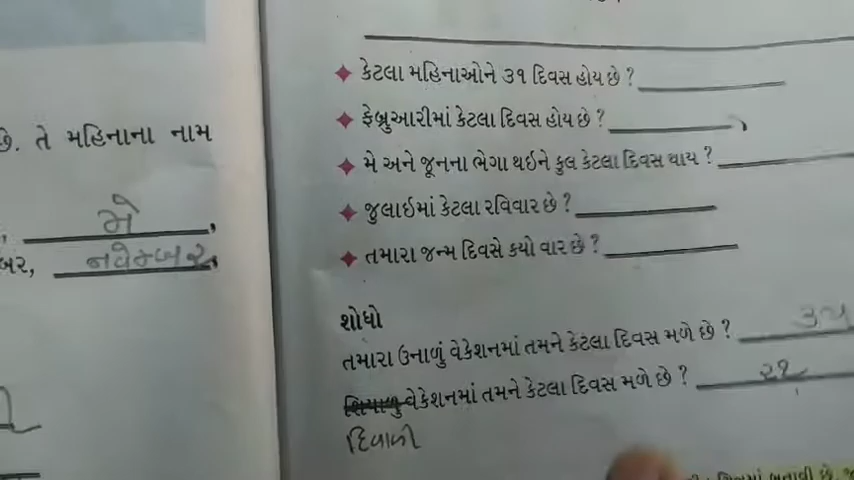 છે. તે મહિનાના નામ
મે,
બર, નવેમ્બર,
કેટલા મહિનાઓને ૩૧ દિવસ હોય છે ?
ફેબ્રુઆરીમાં કેટલા દિવસ હોય છે ?
મે અને જૂનના ભેગા થઈને કુલ કેટલા દિવસ થાય ?
જુલાઈમાં કેટલા રવિવાર છે ?
તમારા જન્મ દિવસે કયો વાર છે ?
શોધો
તમારા ઉનાળું વેકેશનમાં તમને કેટલા દિવસ મળે છે ? ૩૫
શિયાળુ વેકેશનમાં તમને કેટલા દિવસ મળે છે ? ૨૧
દિવાળી